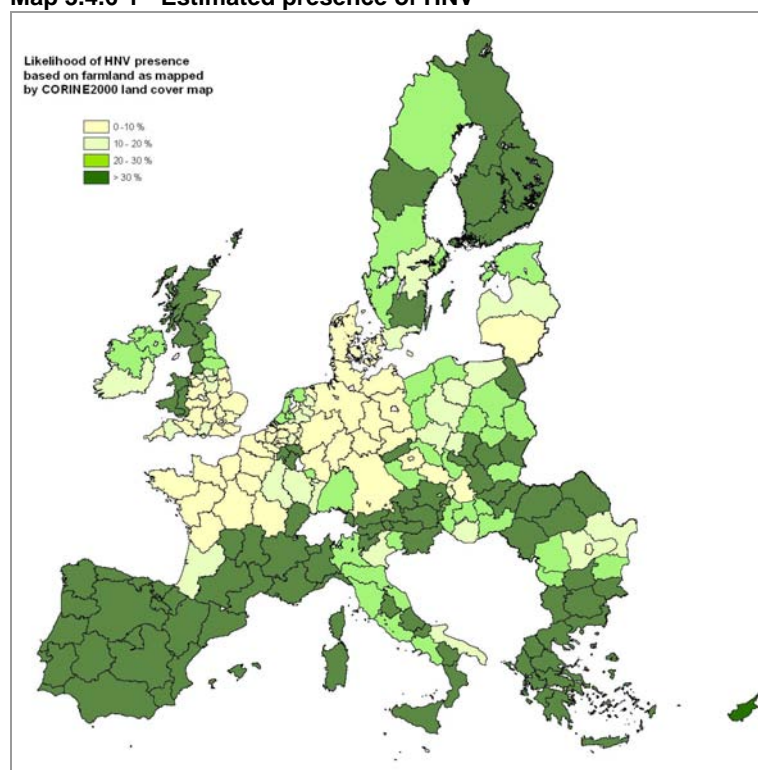 Map 3.4.6-1 Estimated presence of HNV
Likelihood of HNV presence
based on farmland as mapped
by CORINE2000 land cover map
0 -10 %
10 - 20 %
20 - 30 %
> 30 %